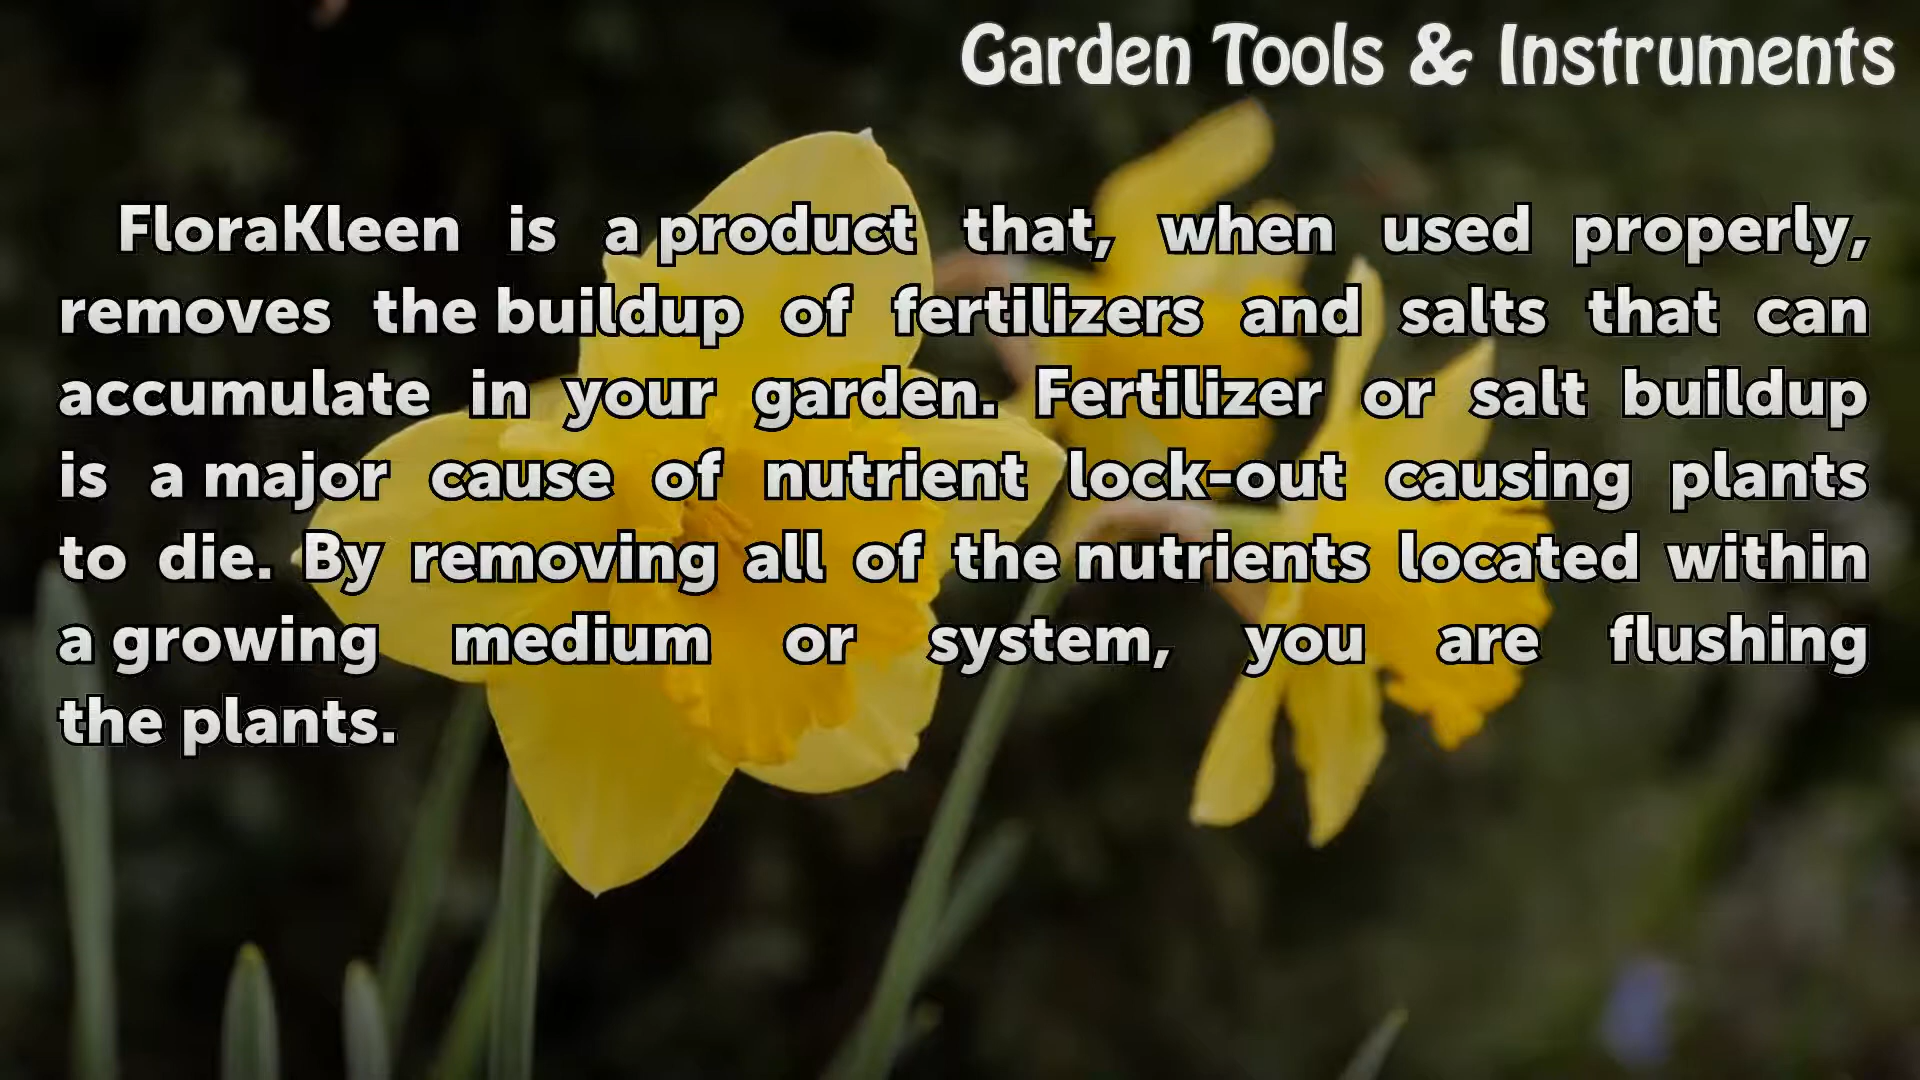 Garden Tools & Instruments
FloraKleen is a product that, when used properly,
removes the buildup of fertilizers and salts that can
accumulate in your garden. Fertilizer or salt buildup
is a major cause of nutrient lock-out causing plants
to die. By removing all of the nutrients located within
a growing medium or system, you are flushing
the plants.